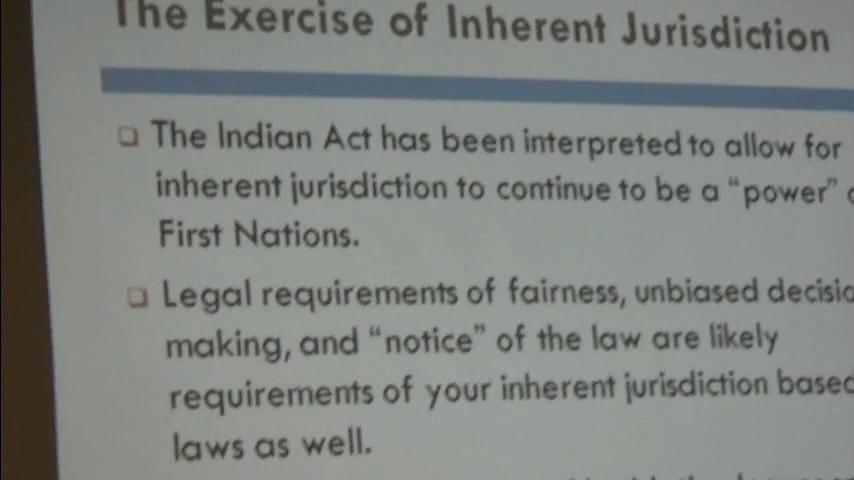 The Exercise of Inherent Jurisdiction
The Indian Act has been interpreted to allow for
inherent jurisdiction to continue to be a “power”
First Nations.
Legal requirements of fairness, unbiased
making, and “notice” of the law are likely
requirements of your inherent jurisdiction based
laws as well.